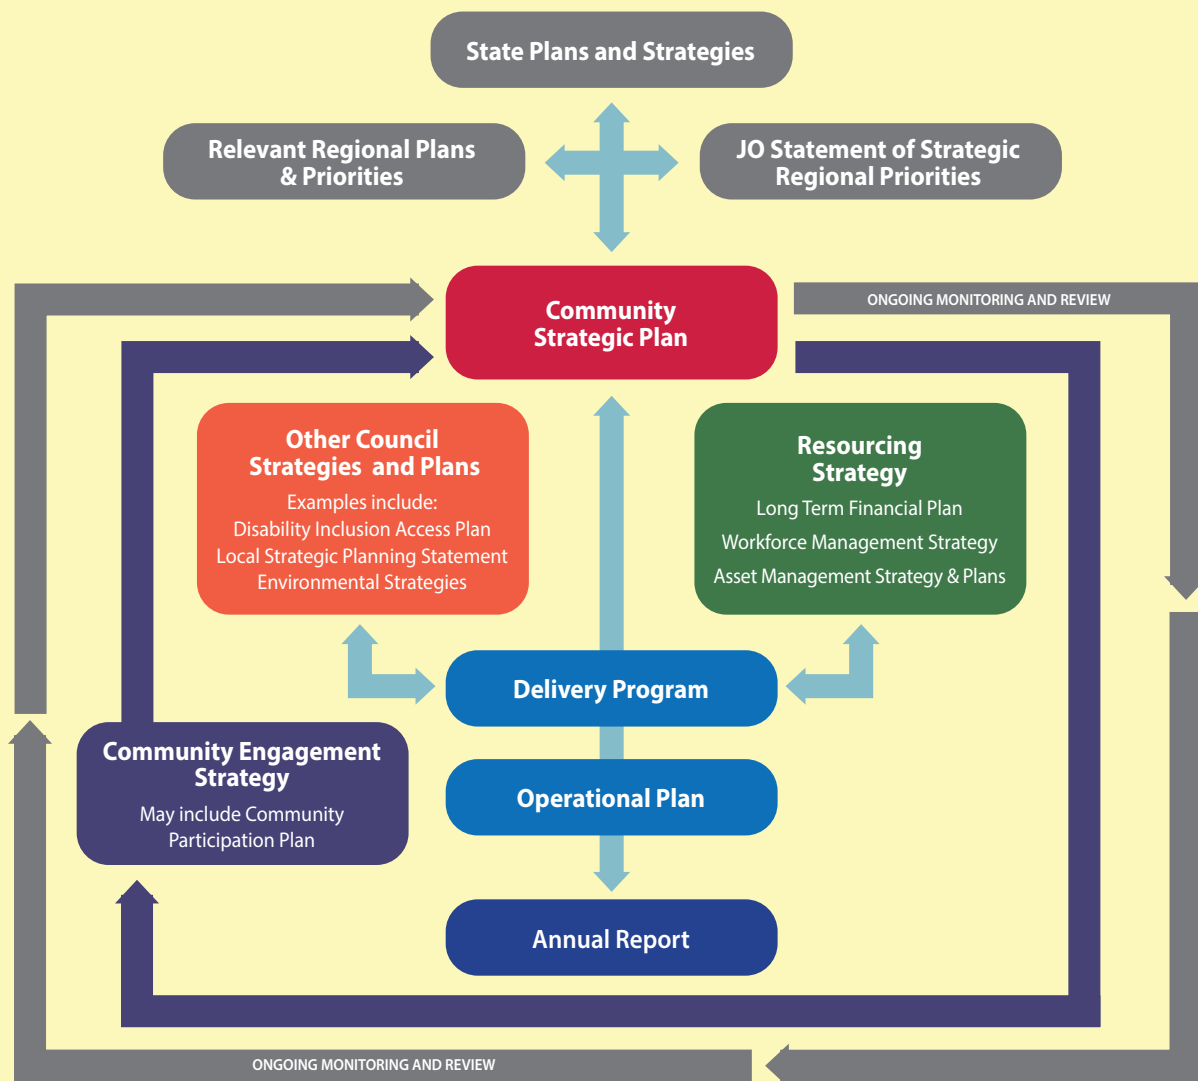 State Plans and Strategies
Relevant Regional Plans
& Priorities
JO Statement of Strategic
Regional Priorities
Community
Strategic Plan
ONGOING MONITORING AND REVIEW
Other Council
Strategies and Plans
Examples include:
Disability Inclusion Access Plan
Local Strategic Planning Statement
Environmental Strategies
Resourcing
Strategy
Long Term Financial Plan
Workforce Management Strategy
Asset Management Strategy & Plans
Delivery Program
Community Engagement
Strategy
May include Community
Participation Plan
Operational Plan
Annual Report
ONGOING MONITORING AND REVIEW